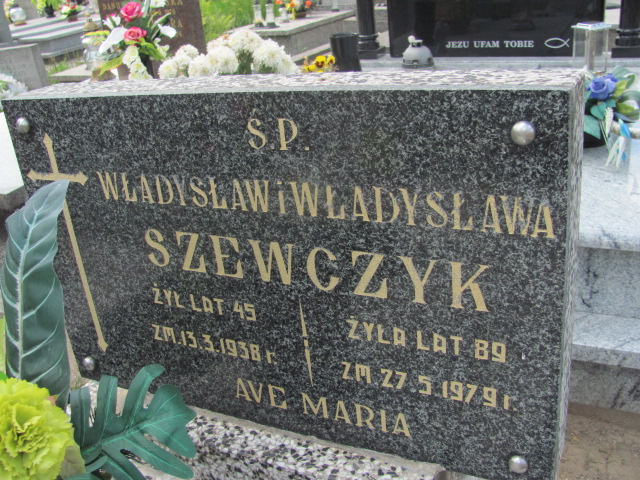 JEZU UFAM TOBIE
Ś.P.
WŁADYSŁAW i WŁADYSŁAWA
SZEWCZYK
ŻYŁ LAT 45
ZM. 13.3.1938 r.
ŻYŁA LAT 89
ZM 27.5.1979 r.
AVE MARIA